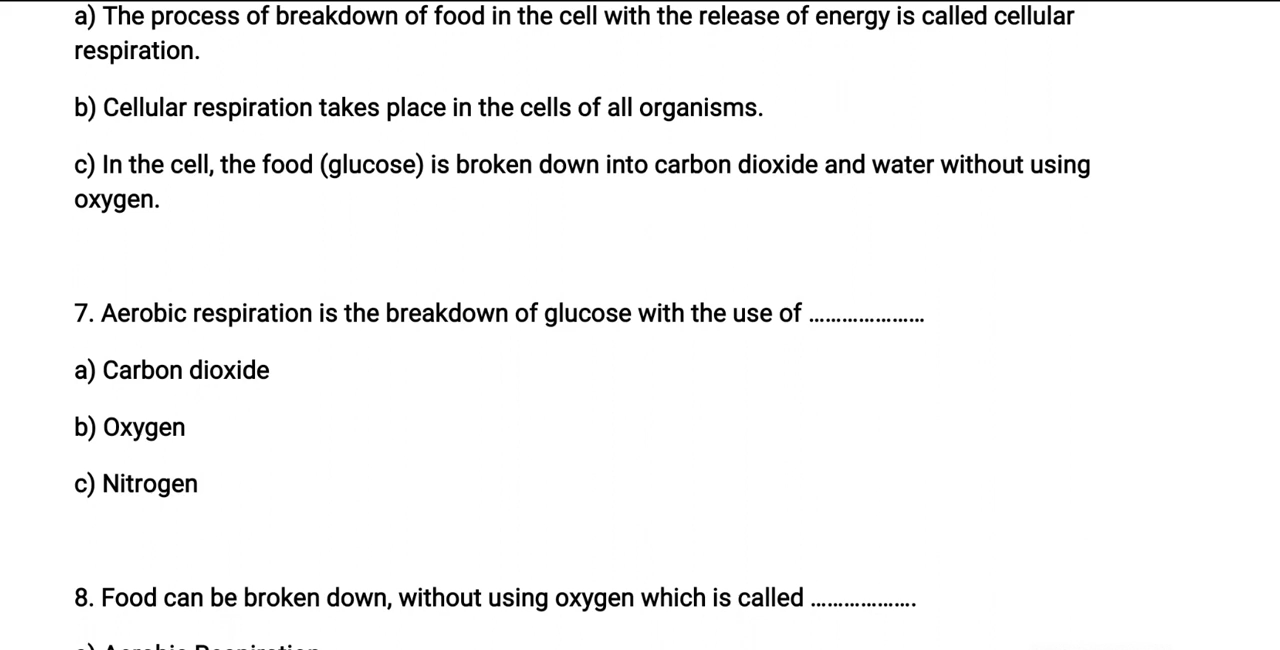 a) The process of breakdown of food in the cell with the release of energy is called cellular
respiration.
b) Cellular respiration takes place in the cells of all organisms.
c) In the cell, the food (glucose) is broken down into carbon dioxide and water without using
oxygen.
7. Aerobic respiration is the breakdown of glucose with the use of .....................
a) Carbon dioxide
b) Oxygen
c) Nitrogen
8. Food can be broken down, without using oxygen which is called ...................
a) Aerobic Respiration